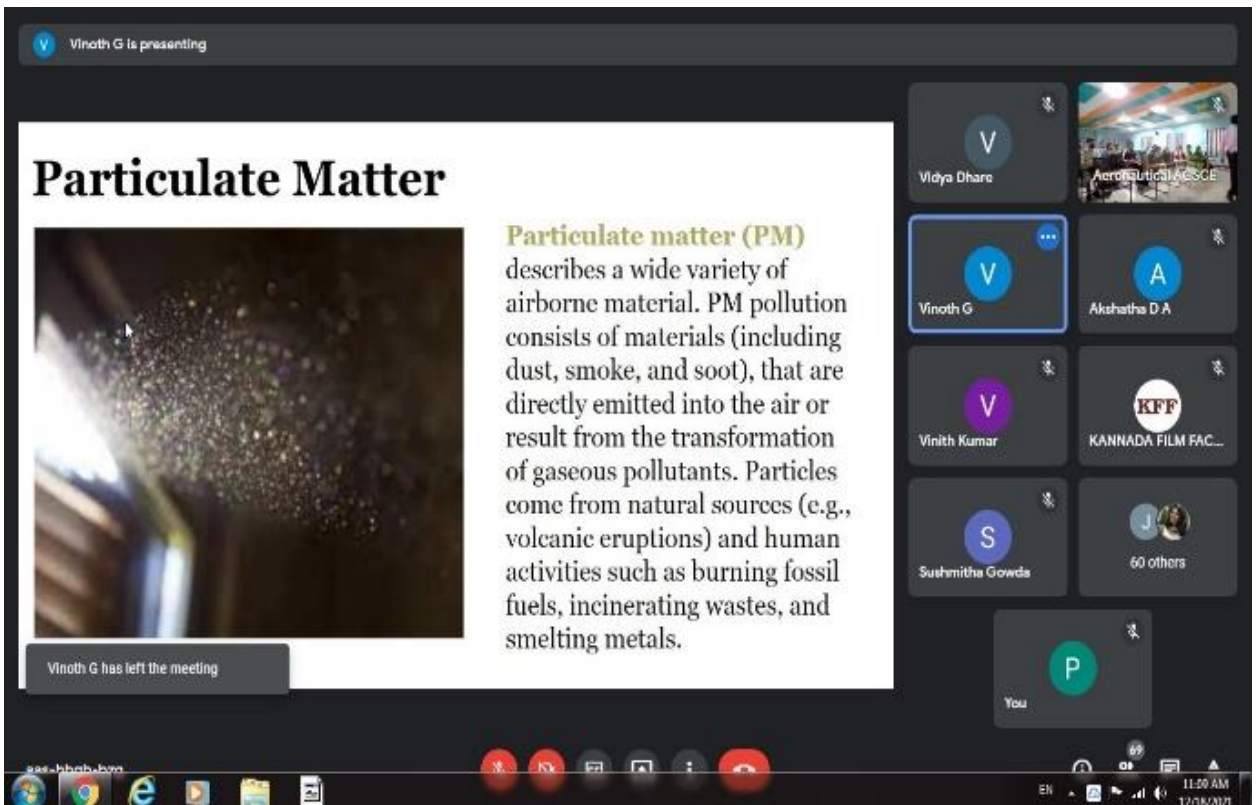 V Vinoth G is presenting
Particulate Matter
Particulate matter (PM)
describes a wide variety of
airborne material. PM pollution
consists of materials (including
dust, smoke, and soot), that are
directly emitted into the air or
result from the transformation
of gaseous pollutants. Particles
come from natural sources (e.g.,
volcanic eruptions) and human
activities such as burning fossil
fuels, incinerating wastes, and
smelting metals.
Vinoth G has left the meeting
V
Vidya Dhare
Aeronautical ACSCE
V
Vinoth G
A
Akshatha D A
V
Vinith Kumar
KFF
KANNADA FILM FAC...
S
Sushmitha Gowda
J
60 others
P
You
69
EN
11:09 AM
12/18/2021